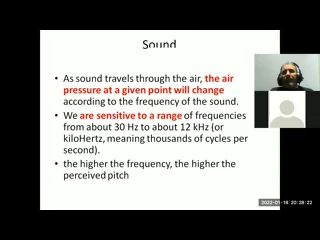 Sound
• As sound travels through the air, the air
pressure at a given point will change
according to the frequency of the sound.
• We are sensitive to a range of frequencies
from about 30 Hz to about 12 kHz (or
kiloHertz, meaning thousands of cycles per
second).
• the higher the frequency, the higher the
perceived pitch
2022-01-18 20:28:22